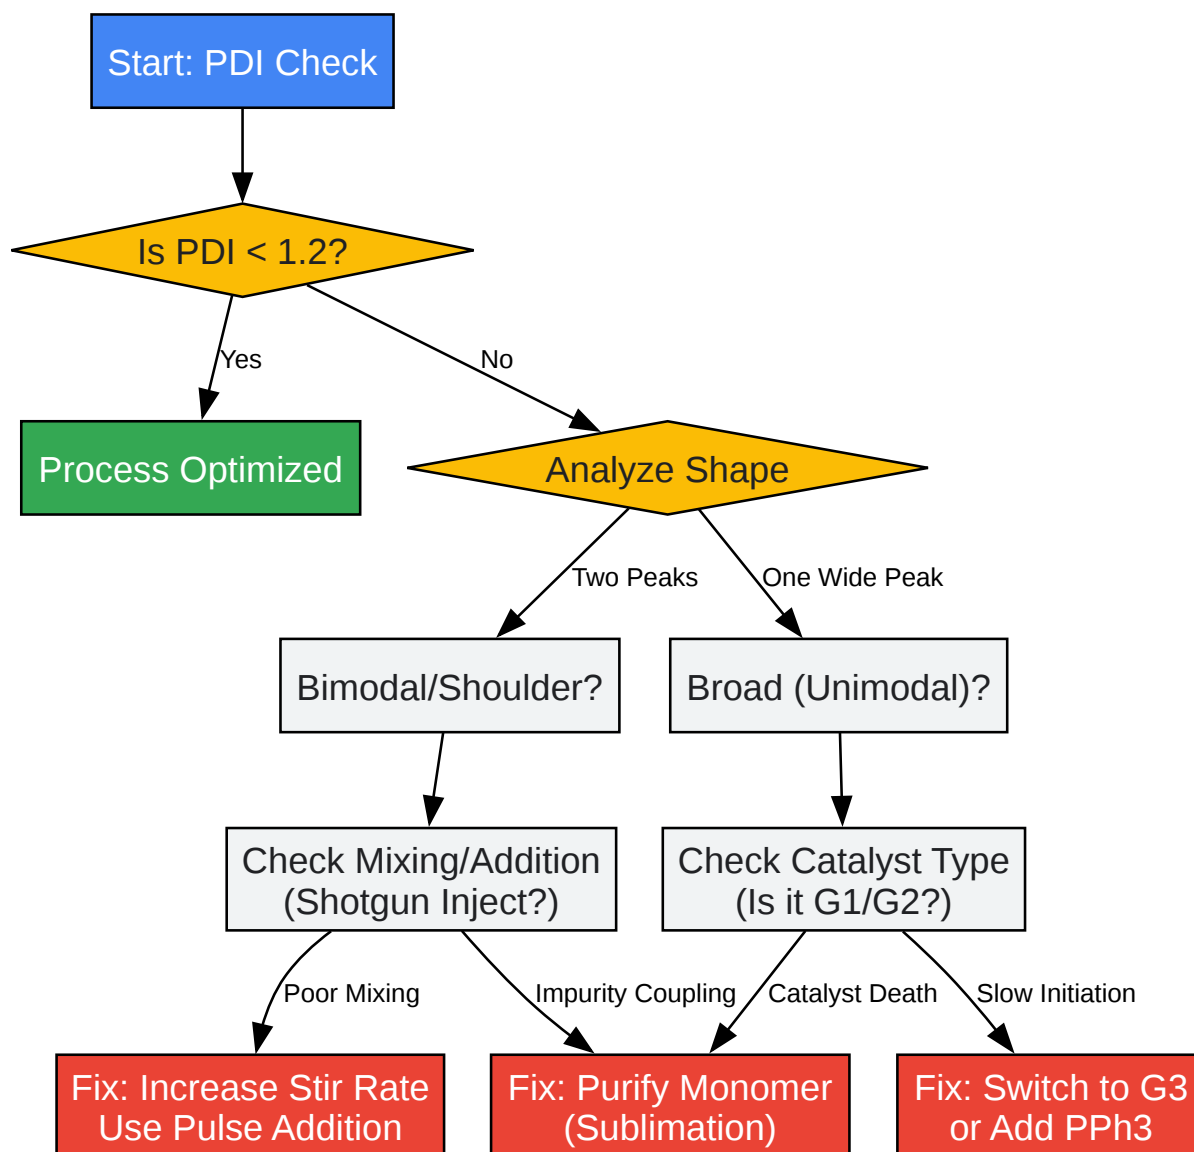 Start: PDI Check
Is PDI < 1.2?
Yes
No
Process Optimized
Analyze Shape
Two Peaks
One Wide Peak
Bimodal/Shoulder?
Broad (Unimodal)?
Check Mixing/Addition
(Shotgun Inject?)
Check Catalyst Type
(Is it G1/G2?)
Poor Mixing
Impurity Coupling
Catalyst Death
Slow Initiation
Fix: Increase Stir Rate
Use Pulse Addition
Fix: Purify Monomer
(Sublimation)
Fix: Switch to G3
or Add PPh3